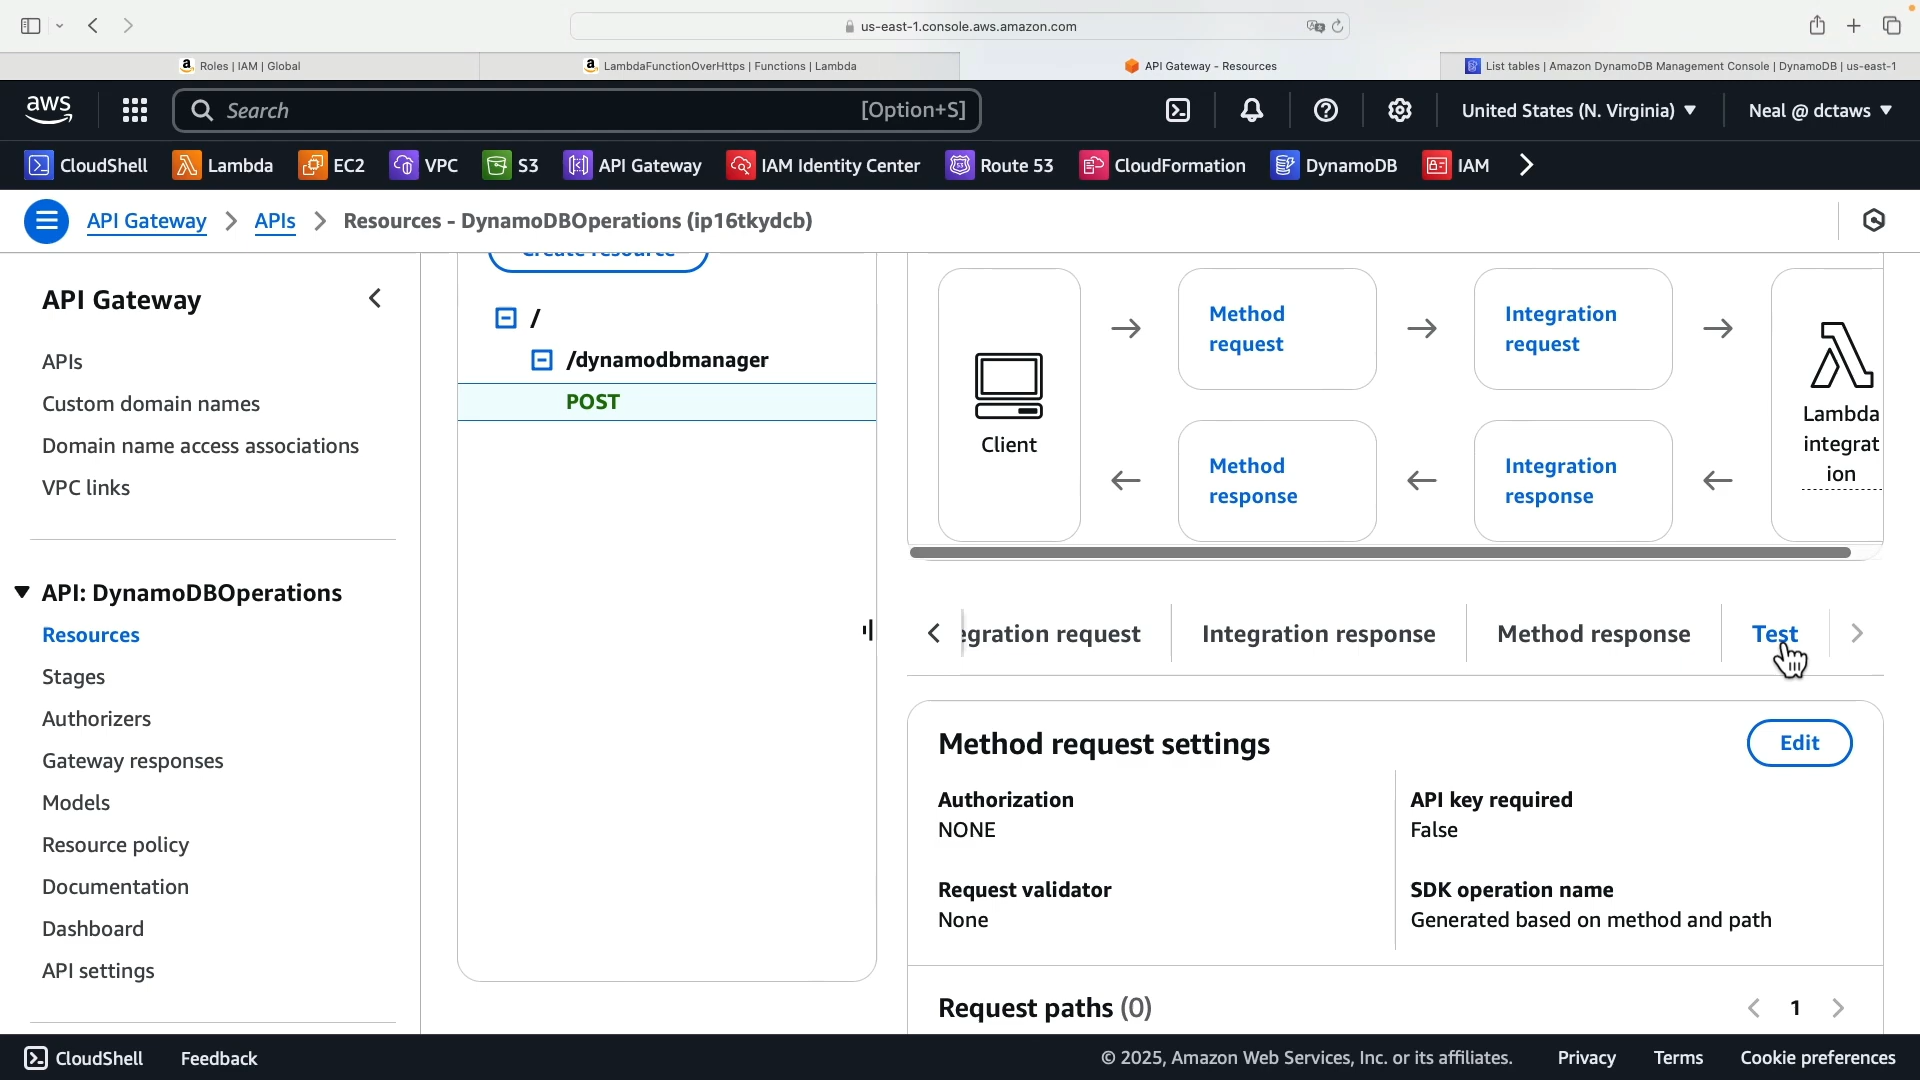 us-east-1.console.aws.amazon.com
Roles | IAM | Global
LambdaFunctionOverHttps | Functions | Lambda
API Gateway - Resources
List tables | Amazon DynamoDB Management Console | DynamoDB | us-east-1
aws
Search
[Option+S]
United States (N. Virginia)
Neal @ dctaws
CloudShell
Lambda
EC2
VPC
S3
API Gateway
IAM Identity Center
Route 53
CloudFormation
DynamoDB
IAM
API Gateway
APIs
Resources - DynamoDBOperations (ip16tkydcb)
API Gateway
APIs
Custom domain names
Domain name access associations
VPC links
API: DynamoDBOperations
Resources
Stages
Authorizers
Gateway responses
Models
Resource policy
Documentation
Dashboard
API settings
Create resource
/
/dynamodbmanager
POST
Client
Method
request
Integration
request
Method
response
Integration
response
Lambda
integrat
ion
egration request
Integration response
Method response
Test
Method request settings
Edit
Authorization
NONE
API key required
False
Request validator
None
SDK operation name
Generated based on method and path
Request paths (0)
1
CloudShell
Feedback
© 2025, Amazon Web Services, Inc. or its affiliates.
Privacy
Terms
Cookie preferences